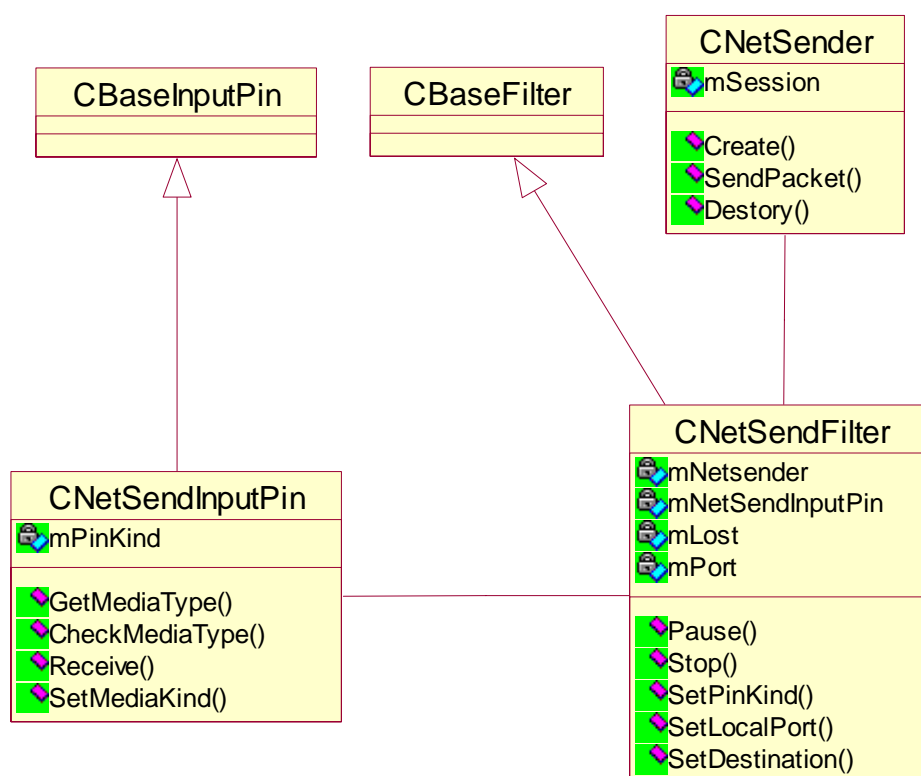 CNetSender
mSession
Create()
SendPacket()
Destory()
CBaseInputPin
CBaseFilter
CNetSendInputPin
mPinKind
GetMediaType()
CheckMediaType()
Receive()
SetMediaKind()
CNetSendFilter
mNetsender
mNetSendInputPin
mLost
mPort
Pause()
Stop()
SetPinKind()
SetLocalPort()
SetDestination()